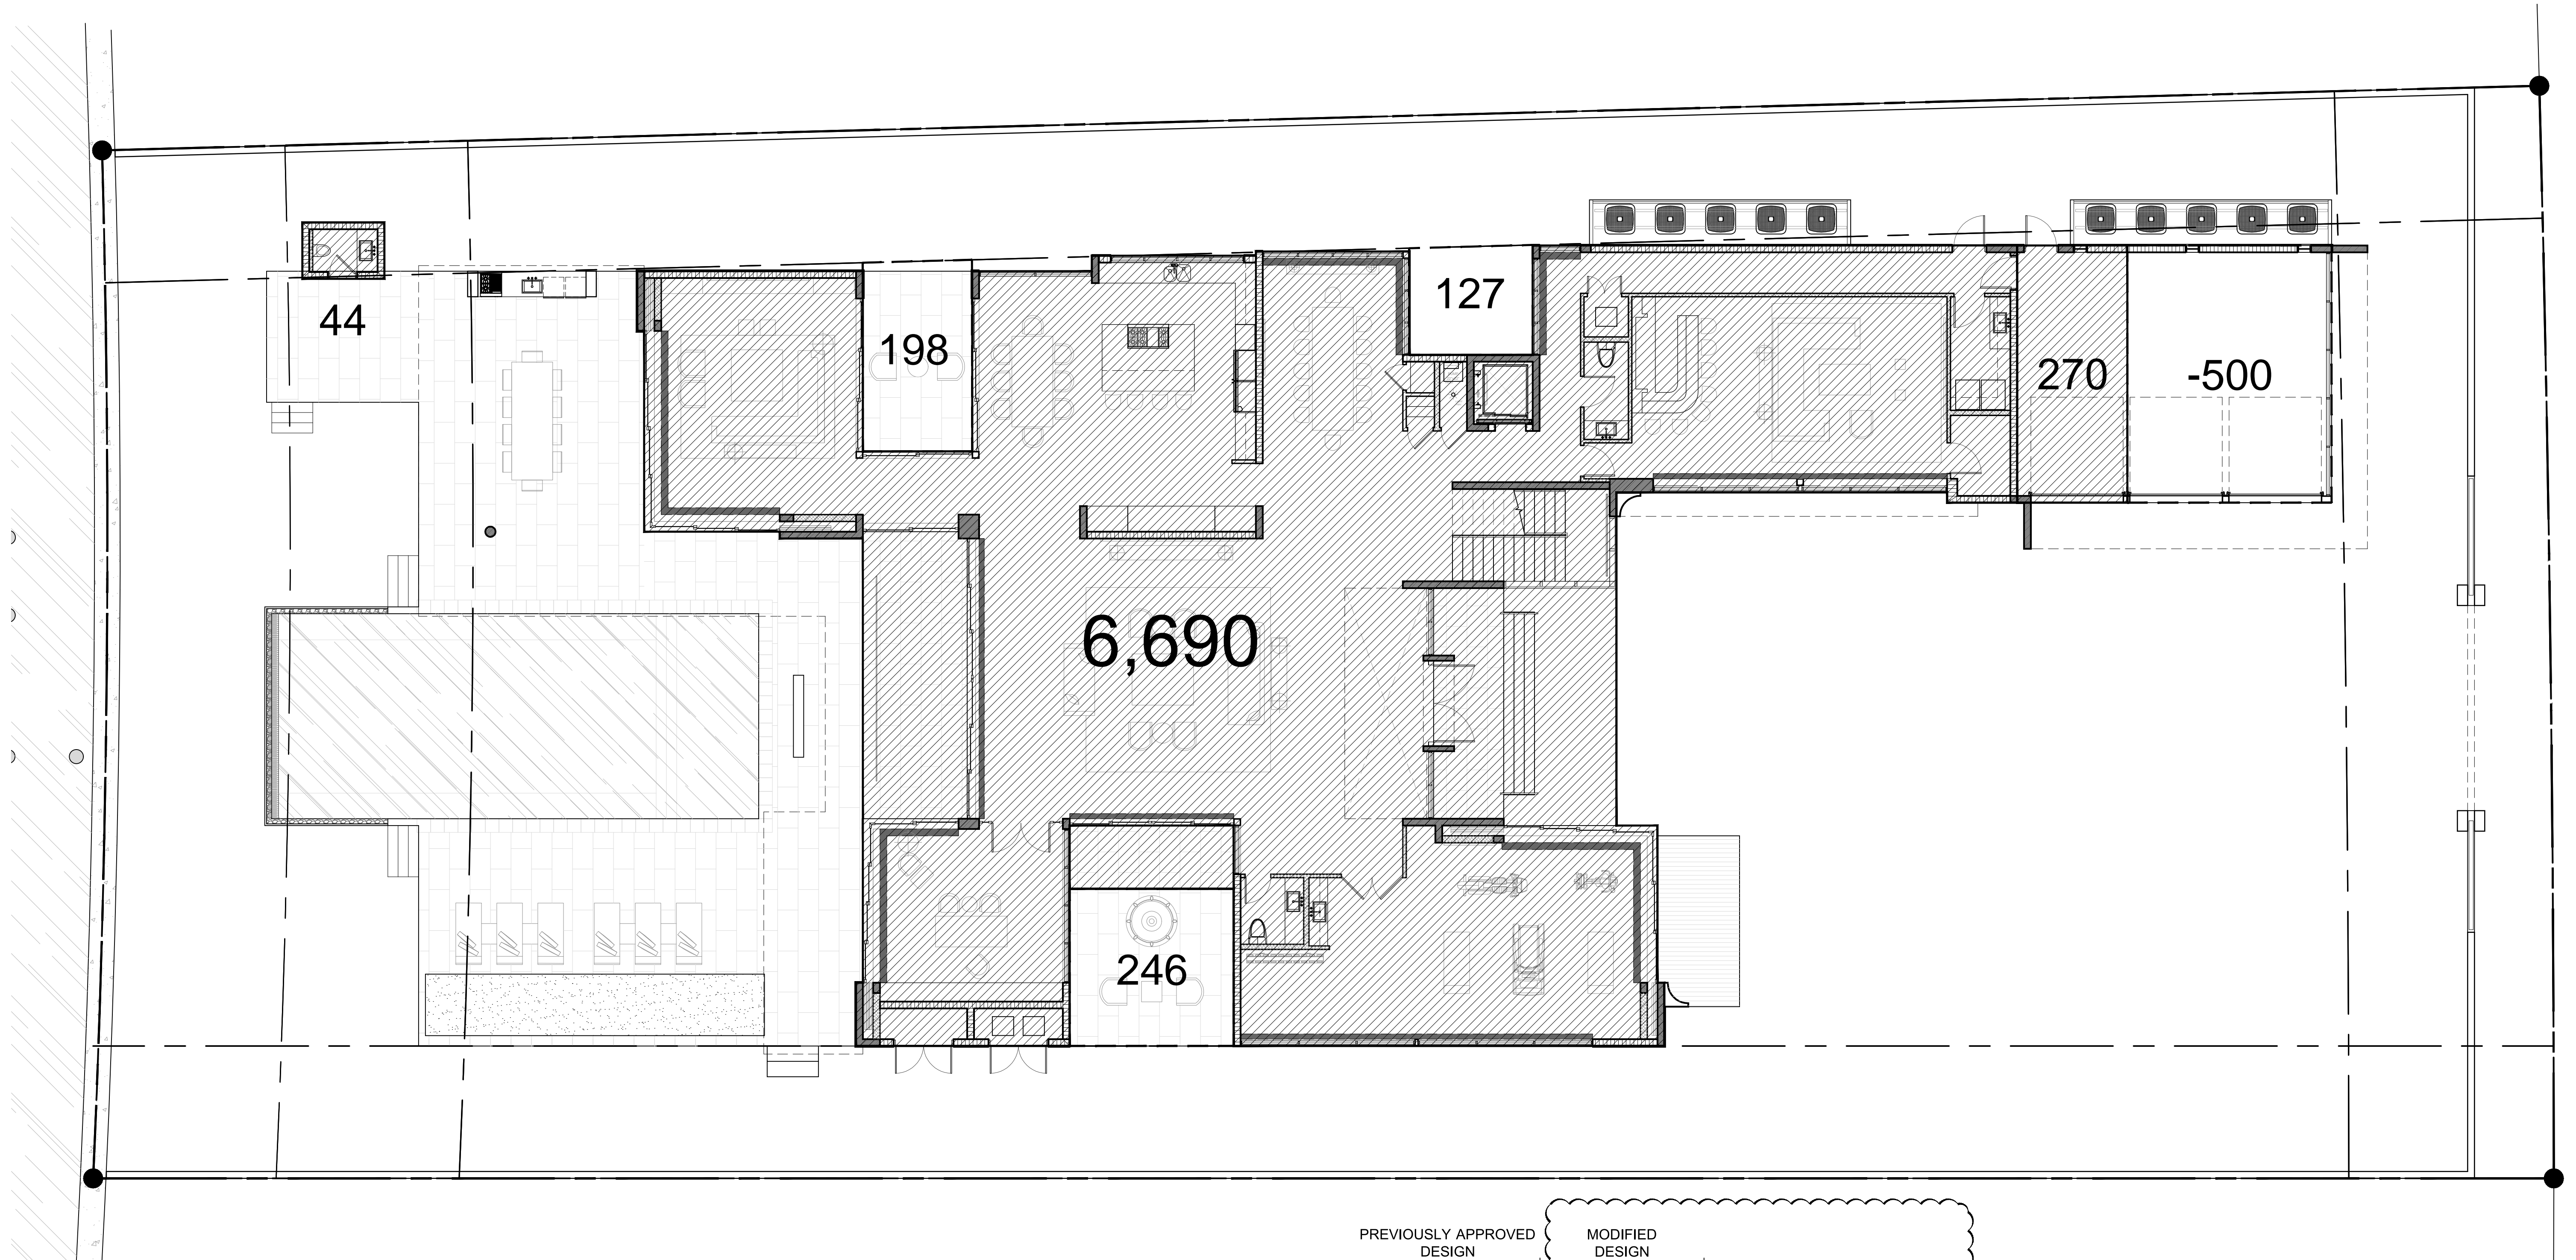 127
44
198
270
-500
6,690
246
PREVIOUSLY APPROVED
DESIGN
MODIFIED
DESIGN